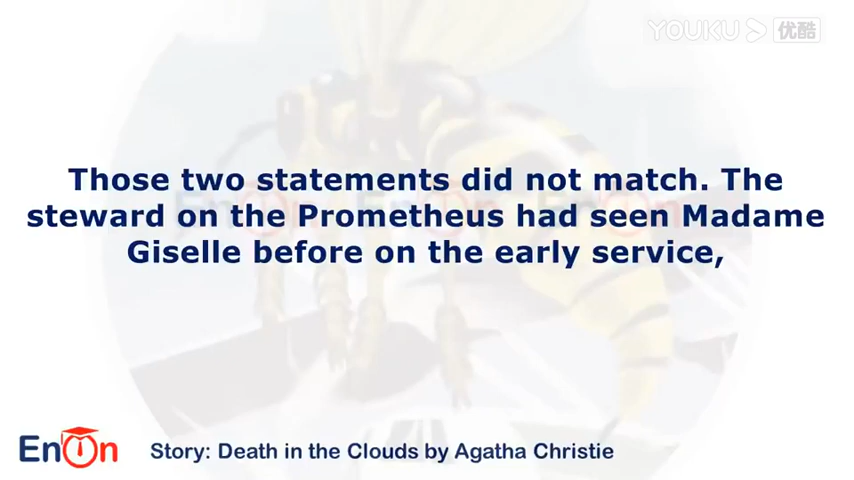 YOUKU 优酷
Those two statements did not match. The
steward on the Prometheus had seen Madame
Giselle before on the early service,
EnOn Story: Death in the Clouds by Agatha Christie